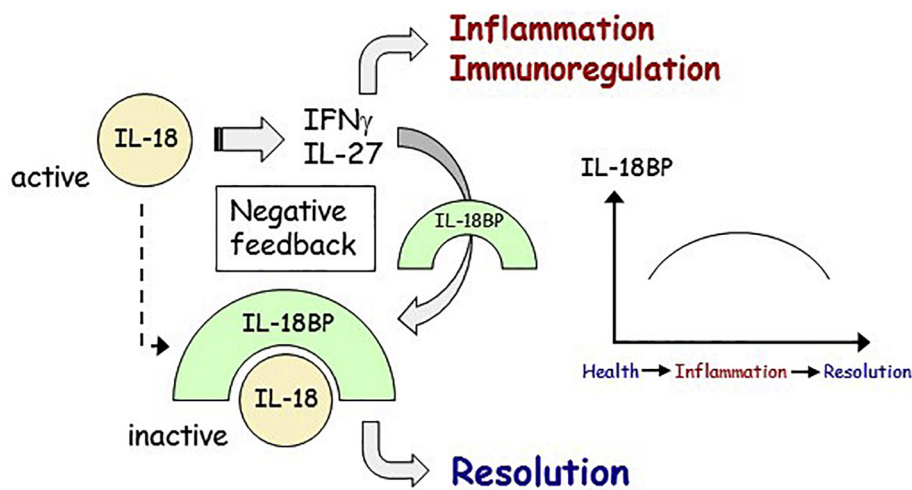 Inflammation
Immunoregulation
IL-18
IFNγ
IL-27
active
Negative
feedback
IL-18BP
IL-18BP
IL-18
inactive
Resolution
IL-18BP
Health → Inflammation → Resolution